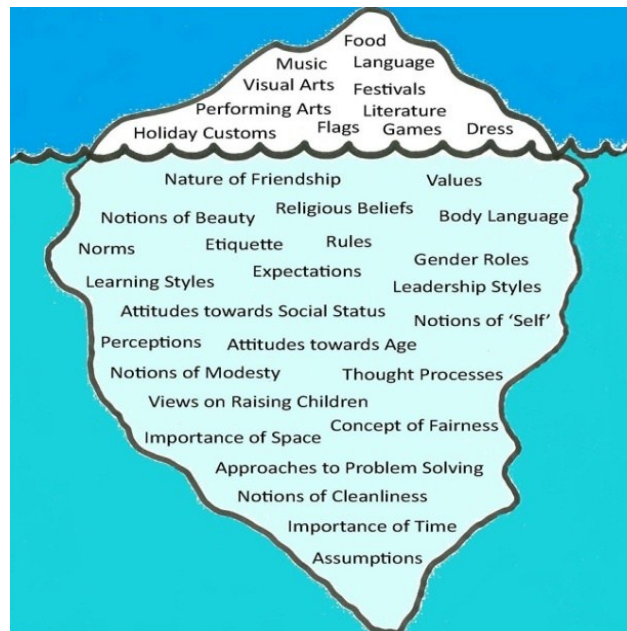 Food
Music
Language
Visual Arts
Festivals
Performing Arts
Literature
Holiday Customs
Flags
Games
Dress
Nature of Friendship
Values
Notions of Beauty
Religious Beliefs
Body Language
Norms
Etiquette
Rules
Gender Roles
Learning Styles
Expectations
Leadership Styles
Attitudes towards Social Status
Notions of ‘Self’
Perceptions
Attitudes towards Age
Notions of Modesty
Thought Processes
Views on Raising Children
Importance of Space
Concept of Fairness
Approaches to Problem Solving
Notions of Cleanliness
Importance of Time
Assumptions